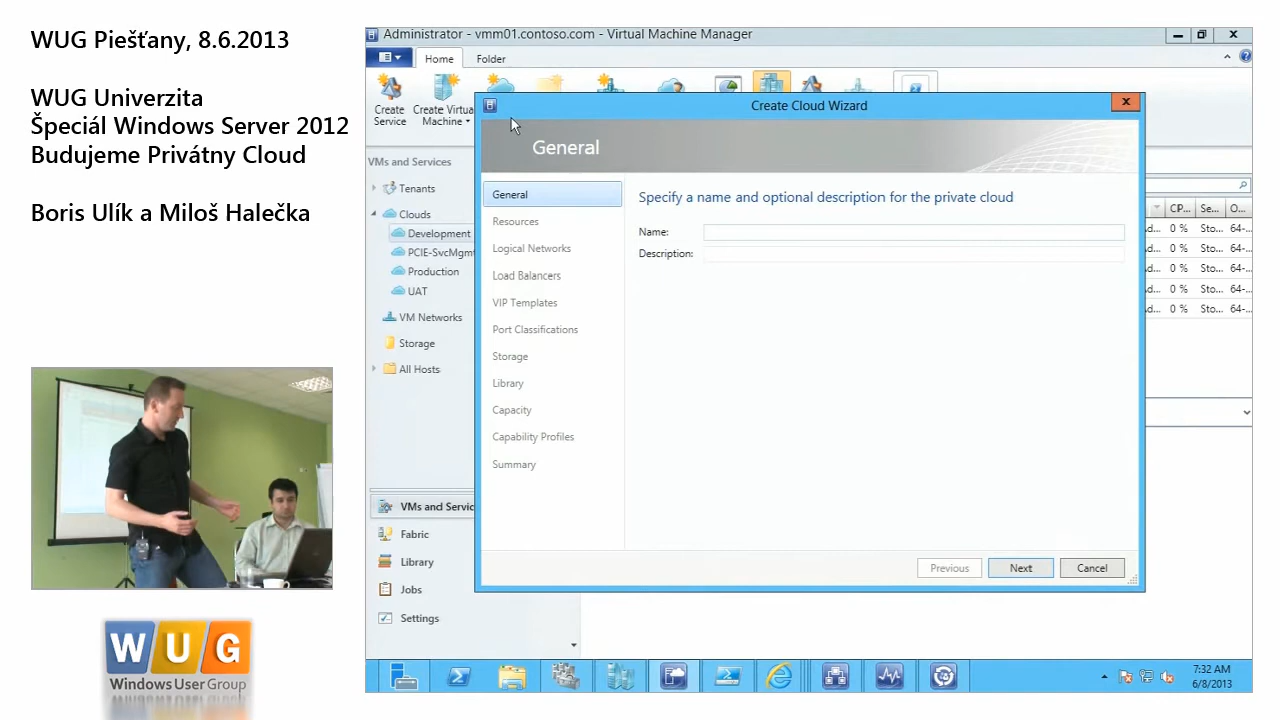 WUG Piešťany, 8.6.2013
WUG Univerzita
Špeciál Windows Server 2012
Budujeme Privátny Cloud
Boris Ulík a Miloš Halečka
WUG
Windows User Group
Administrator - vmm01.contoso.com - Virtual Machine Manager
Home Folder
Create Service
Create Virtua
Machine
VMs and Services
Tenants
Clouds
Development
PCIE-SvcMgmt
Production
UAT
VM Networks
Storage
All Hosts
VMs and Servic
Fabric
Library
Jobs
Settings
Create Cloud Wizard
General
General
Resources
Logical Networks
Load Balancers
VIP Templates
Port Classifications
Storage
Library
Capacity
Capability Profiles
Summary
Specify a name and optional description for the private cloud
Name:
Description:
Previous Next Cancel
CP... Se... O...
0 % Sto... 64-
0 % Sto... 64-
0 % Sto... 64-
0 % Sto... 64-
0 % Sto... 64-
7:32 AM
6/8/2013